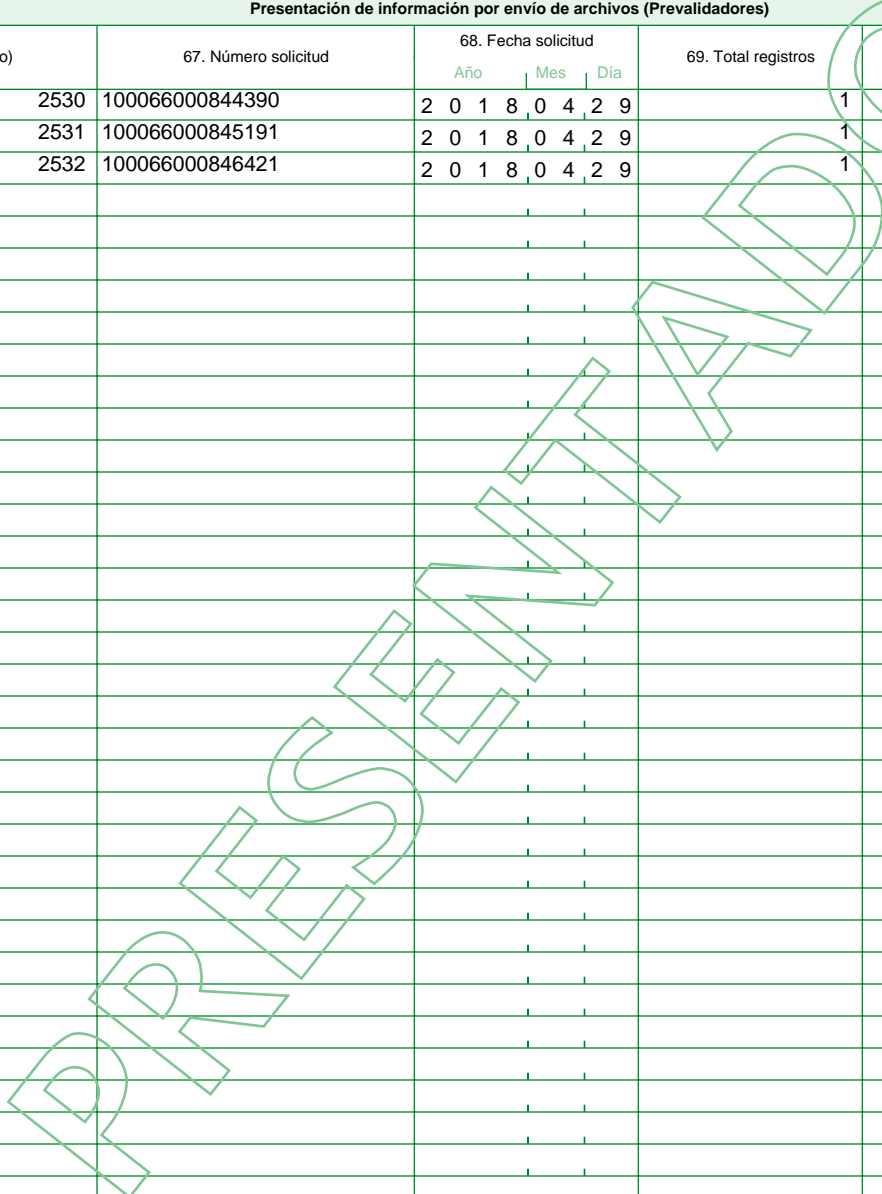 Presentación de información por envío de archivos (Prevalidadores)
o) 67. Número solicitud 68. Fecha solicitud 69. Total registros
Año Mes Día
2530 100066000844390 2 0 1 8 0 4 2 9 1
2531 100066000845191 2 0 1 8 0 4 2 9 1
2532 100066000846421 2 0 1 8 0 4 2 9 1
PRESENTADO